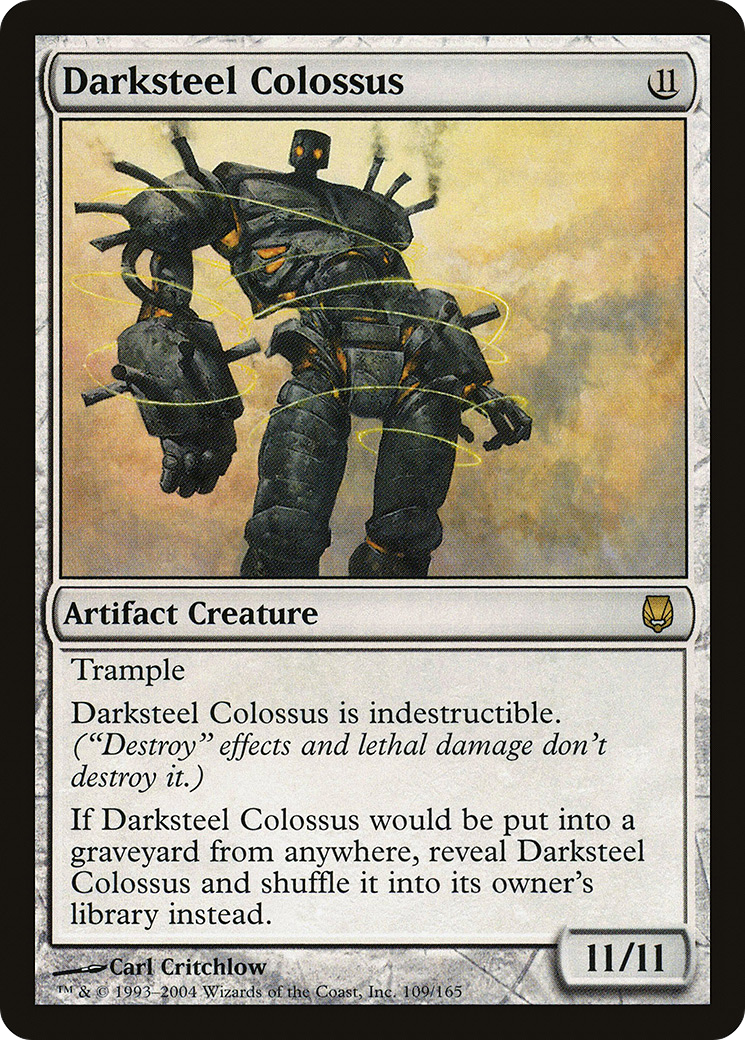 Darksteel Colossus 11
Artifact Creature
Trample
Darksteel Colossus is indestructible.
(“Destroy” effects and lethal damage don’t
destroy it.)
If Darksteel Colossus would be put into a
graveyard from anywhere, reveal Darksteel
Colossus and shuffle it into its owner’s
library instead.
11/11
Carl Critchlow
™ & © 1993–2004 Wizards of the Coast, Inc. 109/165